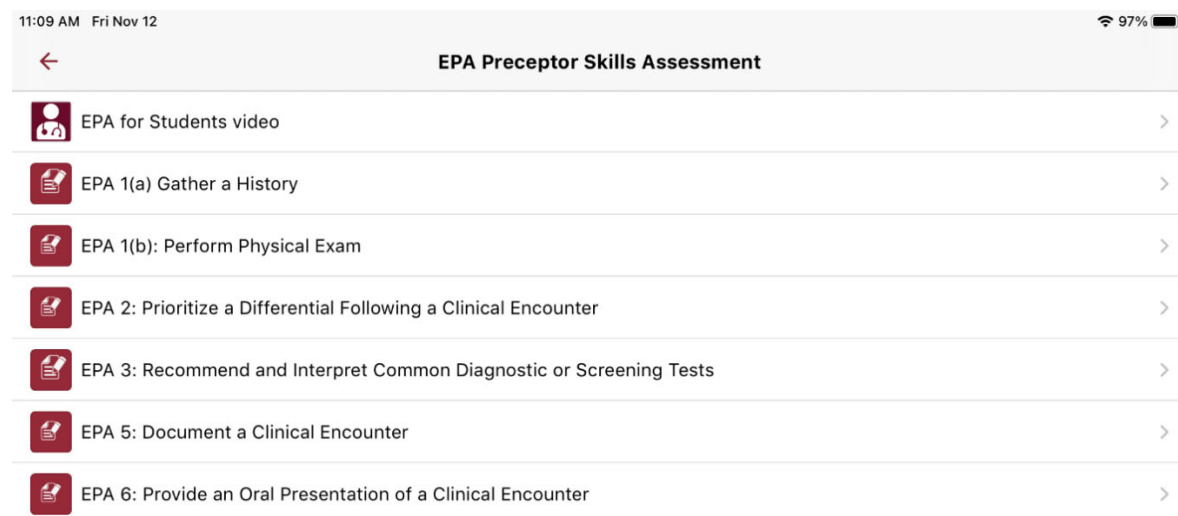 11:09 AM Fri Nov 12 97%
EPA Preceptor Skills Assessment
EPA for Students video
EPA 1(a) Gather a History
EPA 1(b): Perform Physical Exam
EPA 2: Prioritize a Differential Following a Clinical Encounter
EPA 3: Recommend and Interpret Common Diagnostic or Screening Tests
EPA 5: Document a Clinical Encounter
EPA 6: Provide an Oral Presentation of a Clinical Encounter